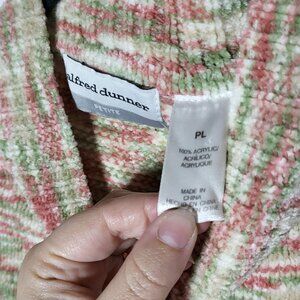 alfred dunner
PETITE
PL
100% ACRYLIC/
ACRILICO/
ACRYLIQUE
MADE IN
CHINA
HECHO EN CHINA